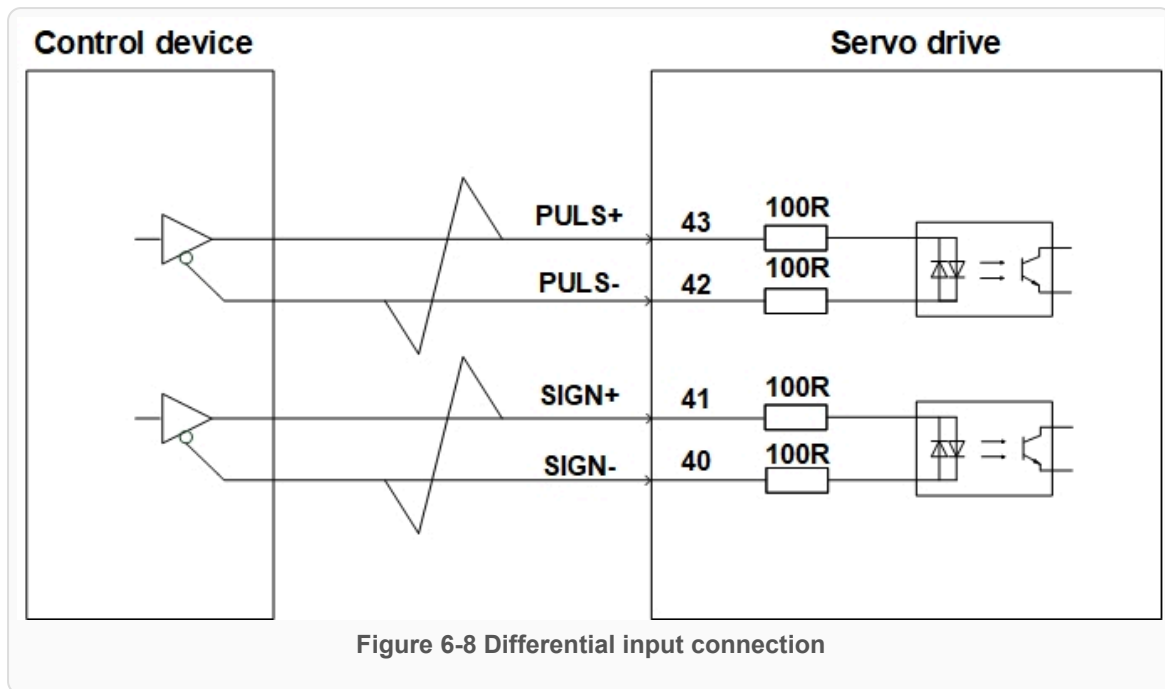 Control device
Servo drive
PULS+
43
100R
PULS-
42
100R
SIGN+
41
100R
SIGN-
40
100R
Figure 6-8 Differential input connection